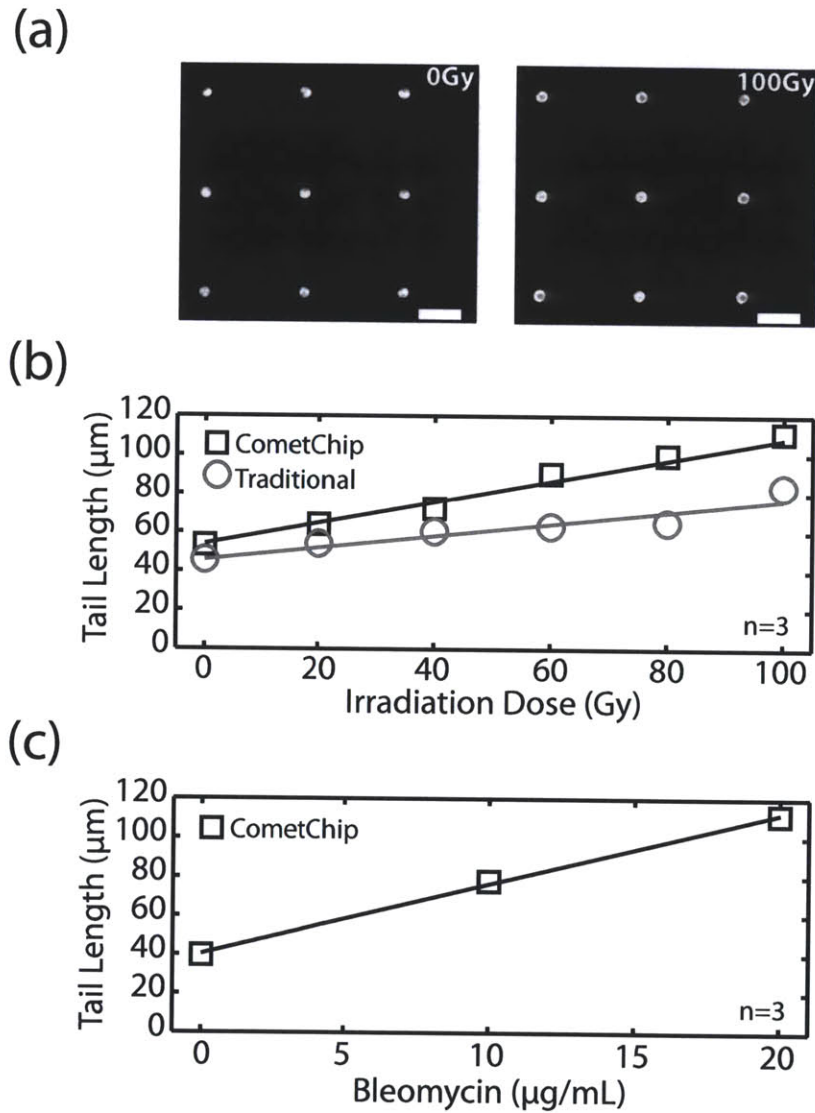 (a)
0Gy
100Gy
(b)
120
100
80
60
40
20
0
Tail Length (μm)
CometChip
Traditional
n=3
0 20 40 60 80 100
Irradiation Dose (Gy)
(c)
120
100
80
60
40
20
0
Tail Length (μm)
CometChip
n=3
0 5 10 15 20
Bleomycin (μg/mL)